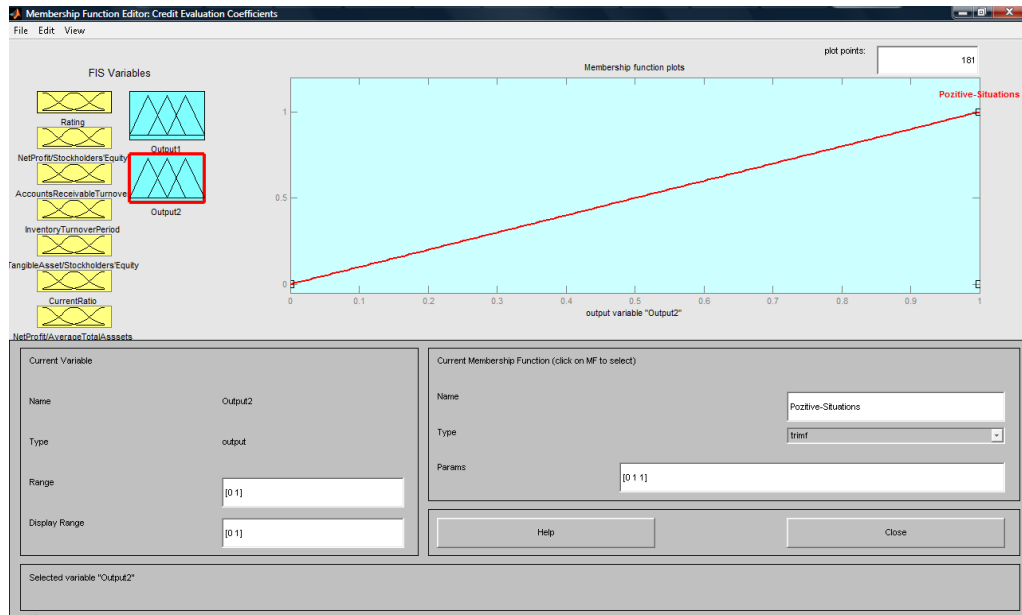 Membership Function Editor: Credit Evaluation Coefficients
File Edit View
FIS Variables
Rating
NetProfit/Stockholders'Equity
AccountsReceivableTurnove
InventoryTurnoverPeriod
TangibleAsset/Stockholders'Equity
CurrentRatio
NetProfit/AverageTotalAsssets
Output1
Output2
plot points:
181
Membership function plots
Pozitive-Situations
1
0.5
0
0 0.1 0.2 0.3 0.4 0.5 0.6 0.7 0.8 0.9 1
output variable "Output2"
Current Variable
Name Output2
Type output
Range [0 1]
Display Range [0 1]
Current Membership Function (click on MF to select)
Name Pozitive-Situations
Type trimf
Params [0 1 1]
Help Close
Selected variable "Output2"